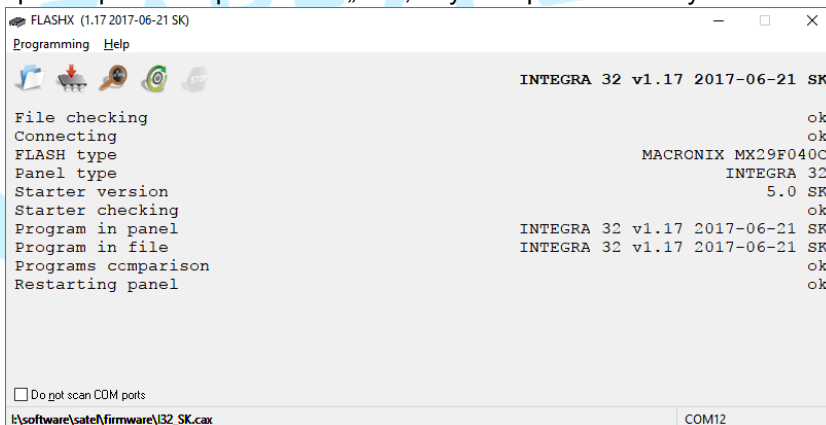 FLASHX (1.17 2017-06-21 SK)
Programming Help
STOP
INTEGRA 32 v1.17 2017-06-21 SK
File checking ok
Connecting ok
FLASH type MACRONIX MX29F040C
Panel type INTEGRA 32
Starter version 5.0 SK
Starter checking ok
Program in panel INTEGRA 32 v1.17 2017-06-21 SK
Program in file INTEGRA 32 v1.17 2017-06-21 SK
Programs comparison ok
Restarting panel ok
Do not scan COM ports
I:\software\satel\firmware\I32_SK.cax COM12